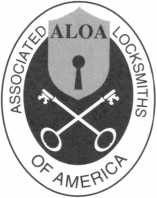 ASSOCIATED
ALOA
LOCKSMITHS
OF AMERICA